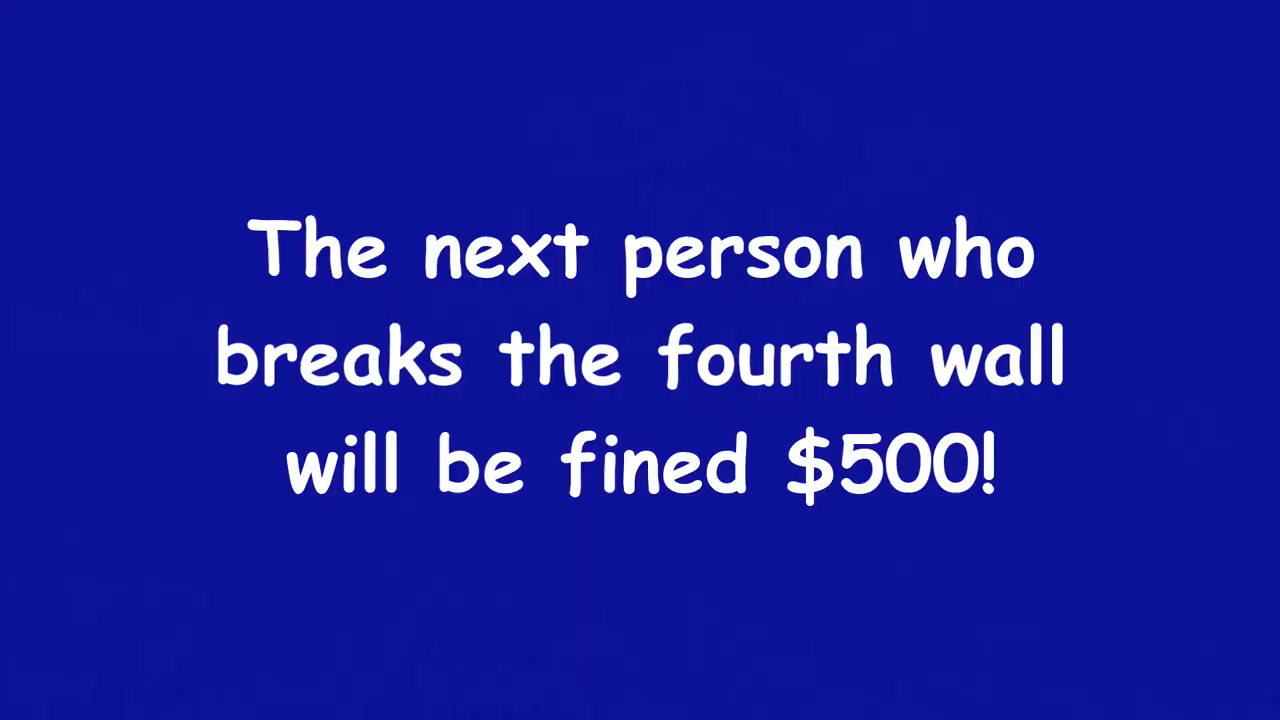 The next person who
breaks the fourth wall
will be fined $500!